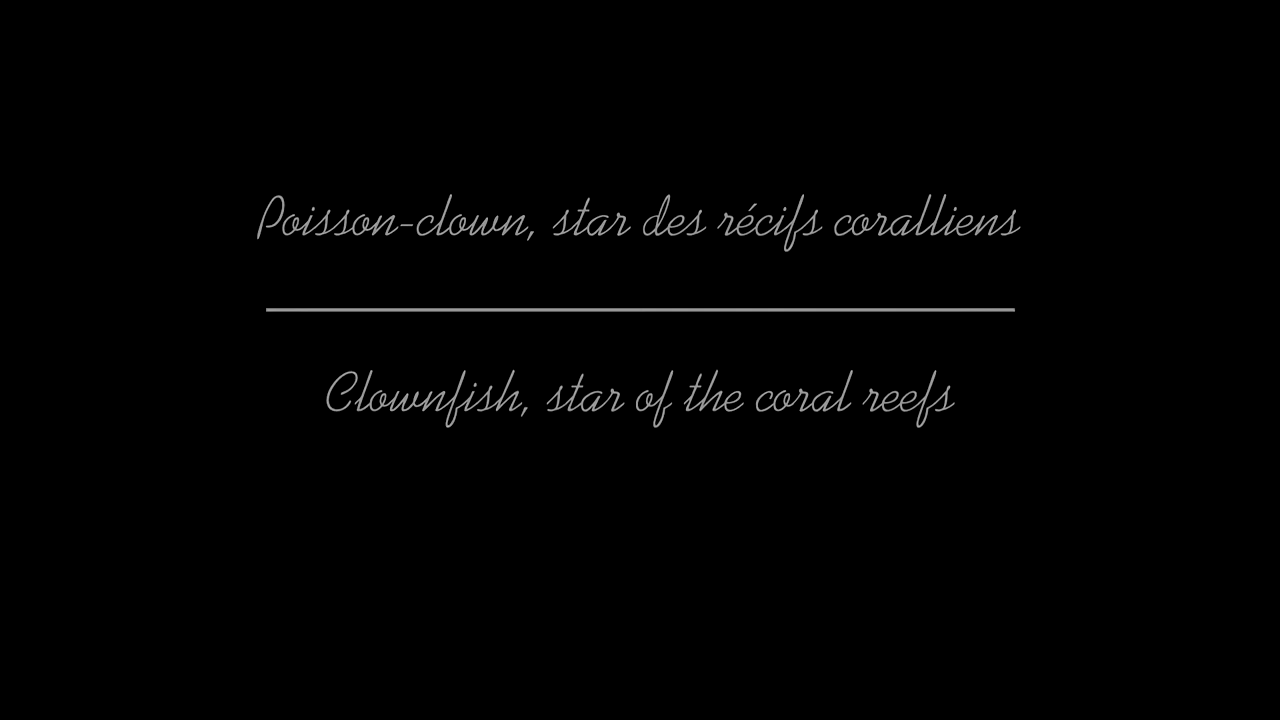 Poisson-clown, star des récifs coralliens
Clownfish, star of the coral reefs